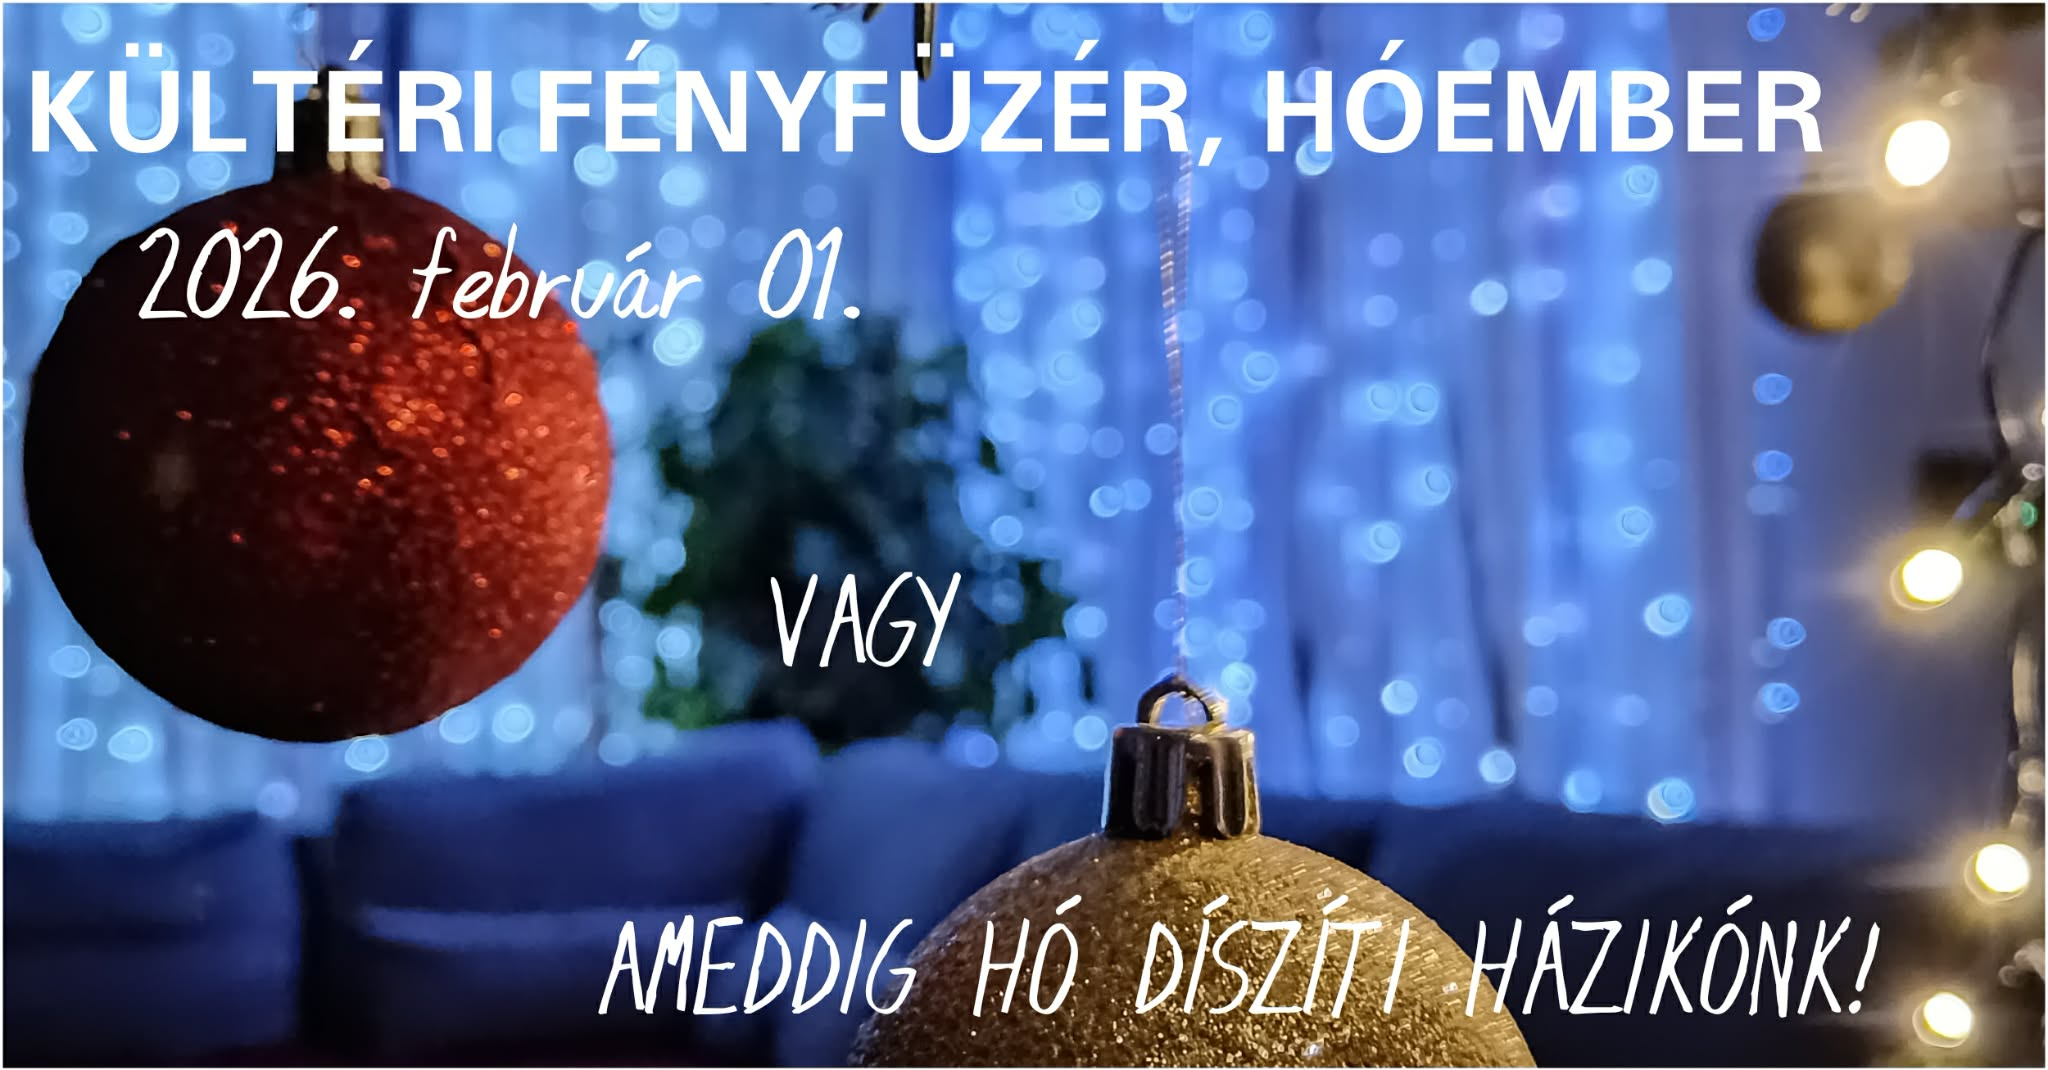 KÜLTÉRI FÉNYFÜZÉR, HÓEMBER
2026. február 01.
VAGY
AMEDDIG HÓ DÍSZÍTI HÁZIKÓNK!